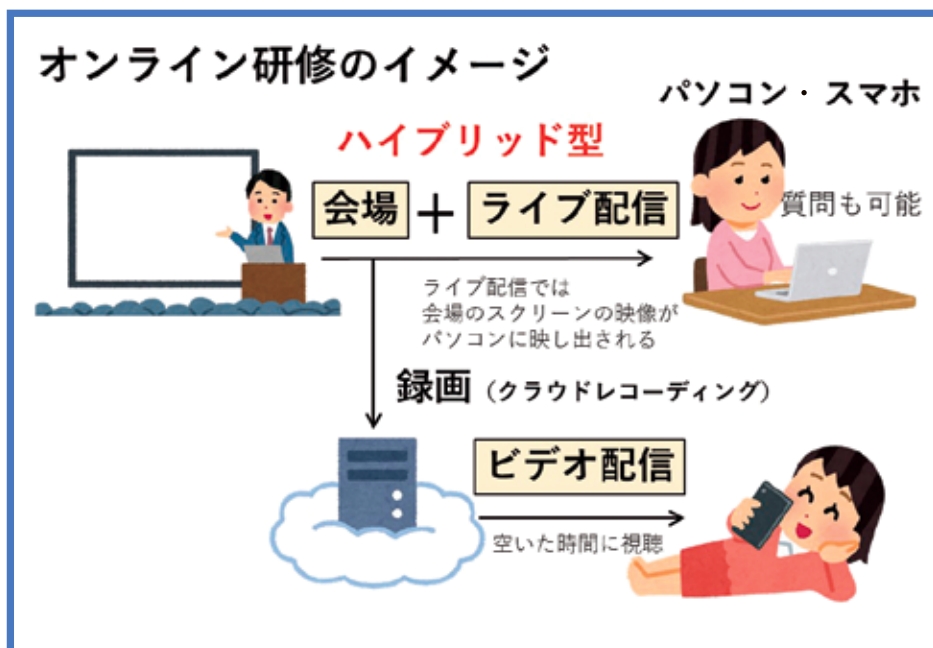 オンライン研修のイメージ
パソコン・スマホ
ハイブリッド型
会場＋ライブ配信
質問も可能
ライブ配信では
会場のスクリーンの映像が
パソコンに映し出される
録画（クラウドレコーディング）
ビデオ配信
空いた時間に視聴